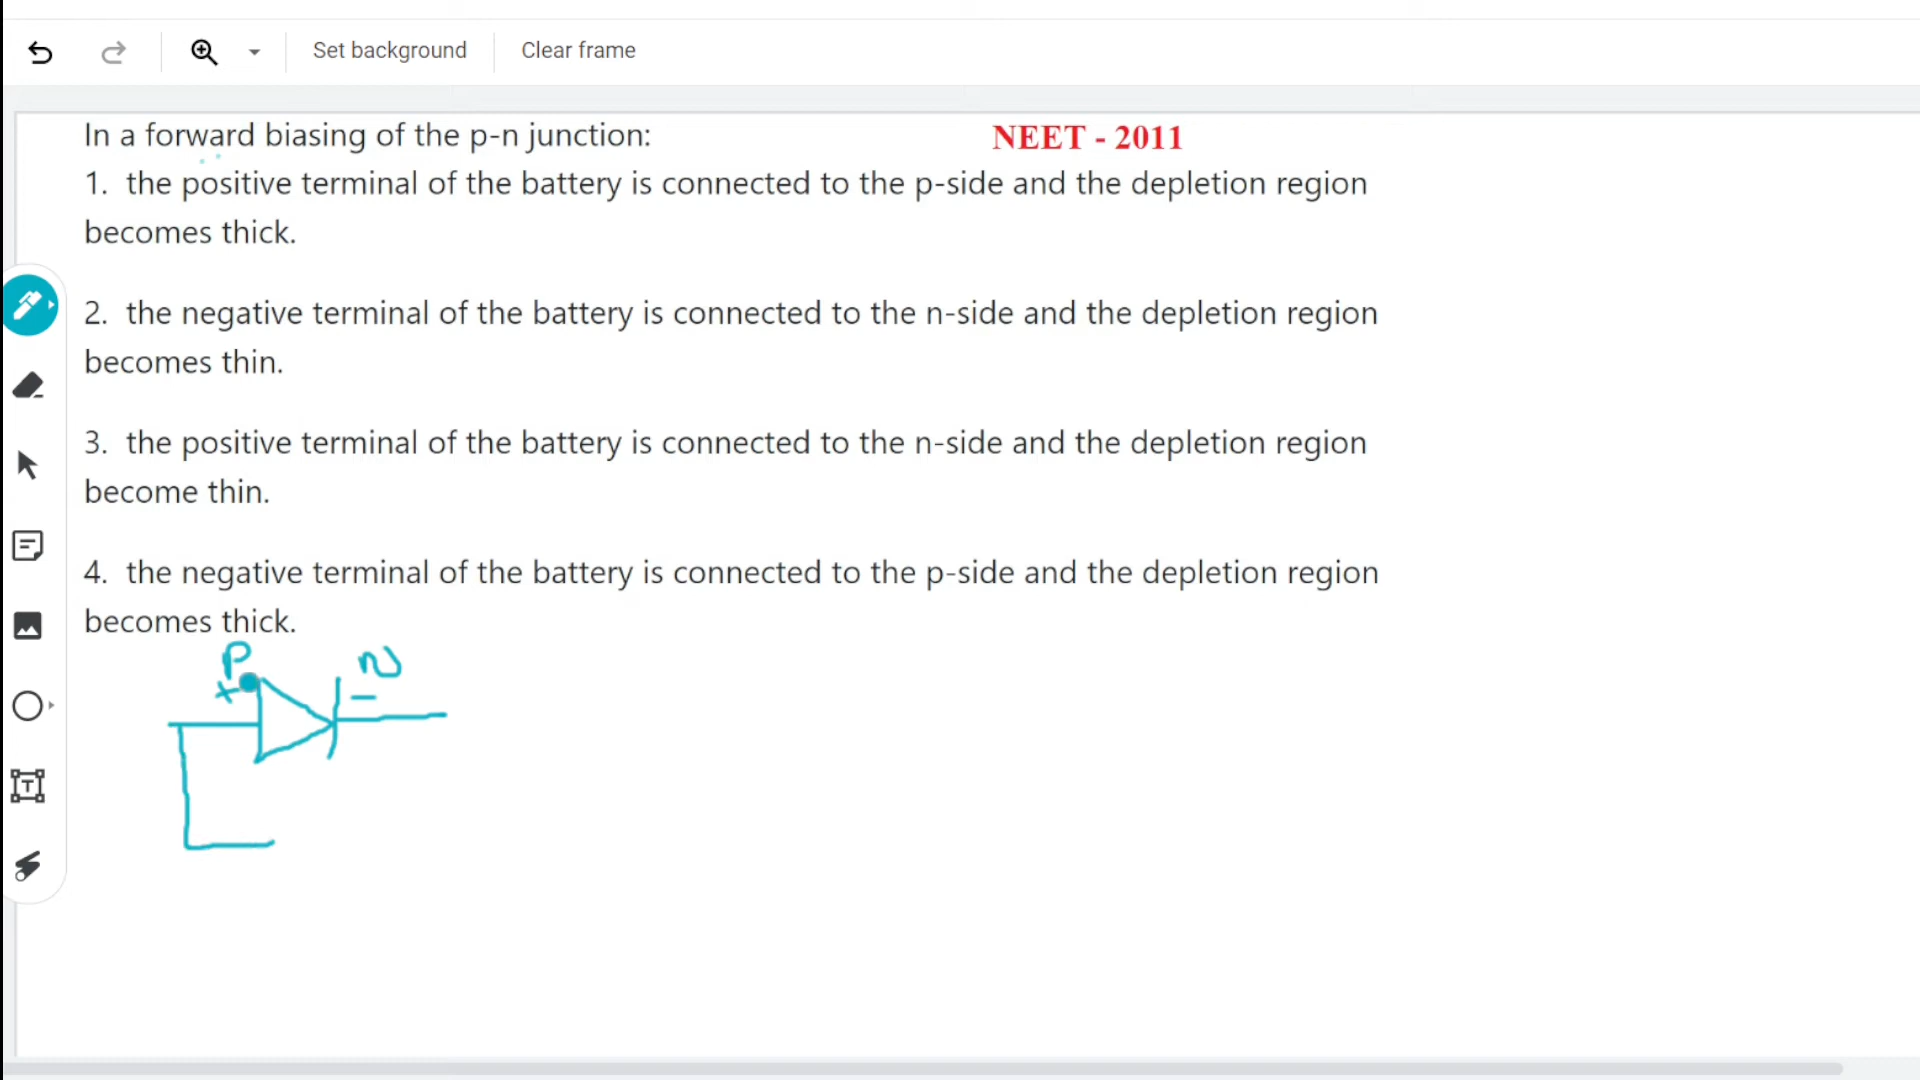 Set background Clear frame
In a forward biasing of the p-n junction: NEET - 2011
1. the positive terminal of the battery is connected to the p-side and the depletion region
becomes thick.
2. the negative terminal of the battery is connected to the n-side and the depletion region
becomes thin.
3. the positive terminal of the battery is connected to the n-side and the depletion region
become thin.
4. the negative terminal of the battery is connected to the p-side and the depletion region
becomes thick.
P N
+ −